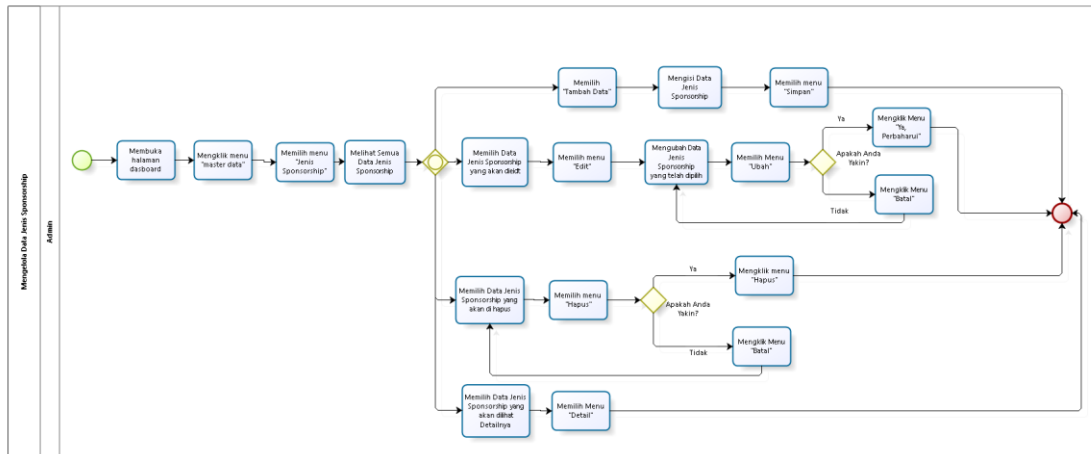 Mengelola Data Jenis Sponsorship
Admin
Membuka
halaman
dasboard
Mengklik menu
"master data"
Memilih menu
"Jenis
Sponsorship"
Melihat Semua
Data Jenis
Sponsorship
Memilih
"Tambah Data"
Mengisi Data
Jenis
Sponsorship
Memilih menu
"Simpan"
Memilih Data
Jenis Sponsorship
yang akan dieidt
Memilih menu
"Edit"
Mengubah Data
Jenis Sponsorship
yang telah dipilih
Memilih Menu
"Ubah"
Apakah Anda
Yakin?
Ya
Mengklik Menu
"Ya,
Perbaharui"
Tidak
Mengklik Menu
"Batal"
Memilih Data Jenis
Sponsorship yang
akan di hapus
Memilih menu
"Hapus"
Apakah Anda
Yakin?
Ya
Mengklik menu
"Hapus"
Tidak
Mengklik Menu
"Batal"
Memilih Data Jenis
Sponsorship yang
akan dilihat
Detailnya
Memilih Menu
"Detail"